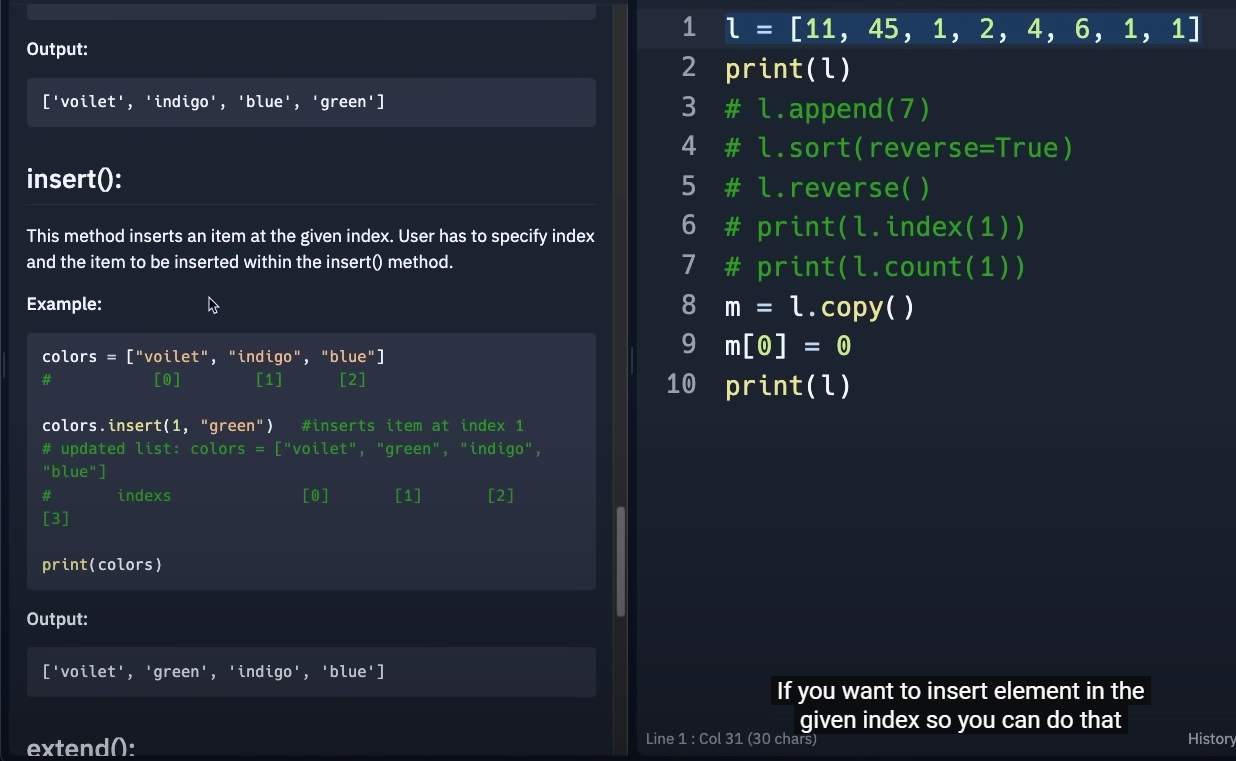 Output:
['voilet', 'indigo', 'blue', 'green']
insert():
This method inserts an item at the given index. User has to specify index
and the item to be inserted within the insert() method.
Example:
colors = ["voilet", "indigo", "blue"]
#           [0]         [1]      [2]
colors.insert(1, "green")   #inserts item at index 1
# updated list: colors = ["voilet", "green", "indigo",
"blue"]
#       indexs              [0]       [1]       [2]
[3]
print(colors)
Output:
['voilet', 'green', 'indigo', 'blue']
extend():
1 l = [11, 45, 1, 2, 4, 6, 1, 1]
2 print(l)
3 # l.append(7)
4 # l.sort(reverse=True)
5 # l.reverse()
6 # print(l.index(1))
7 # print(l.count(1))
8 m = l.copy()
9 m[0] = 0
10 print(l)
If you want to insert element in the
given index so you can do that
Line 1 : Col 31 (30 chars)
History